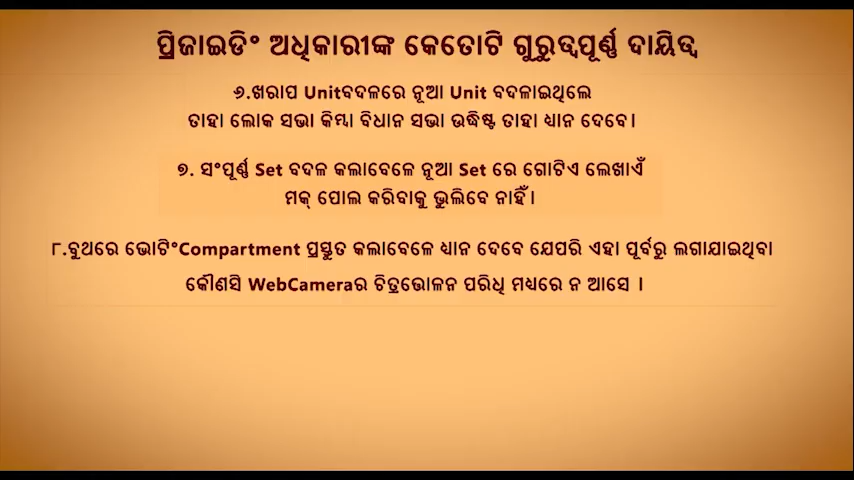 ପ୍ରିଜାଇଡିଂ ଅଧିକାରୀଙ୍କ କେତୋଟି ଗୁରୁତ୍ୱପୂର୍ଣ୍ଣ ଦାୟିତ୍ୱ
୬.ଖରାପ Unitବଦଳରେ ନୂଆ Unit ବଦଳାଇଥିଲେ
ତାହା ଲୋକ ସଭା କିମ୍ବା ବିଧାନ ସଭା ଉଦ୍ଧିଷ୍ଟ ତାହା ଧ୍ୟାନ ଦେବେ।
୭. ସଂପୂର୍ଣ୍ଣ Set ବଦଳ କଲାବେଳେ ନୂଆ Set ରେ ଗୋଟିଏ ଲେଖାଏଁ
ମକ୍ ପୋଲ କରିବାକୁ ଭୁଲିବେ ନାହିଁ।
୮.ବୁଥରେ ଭୋଟିଂCompartment ପ୍ରସ୍ତୁତ କଲାବେଳେ ଧ୍ୟାନ ଦେବେ ଯେପରି ଏହା ପୂର୍ବରୁ ଲଗାଯାଇଥିବା
କୌଣସି WebCameraର ଚିତ୍ରତ୍ତୋଳନ ପରିଧି ମଧ୍ୟରେ ନ ଆସେ ।